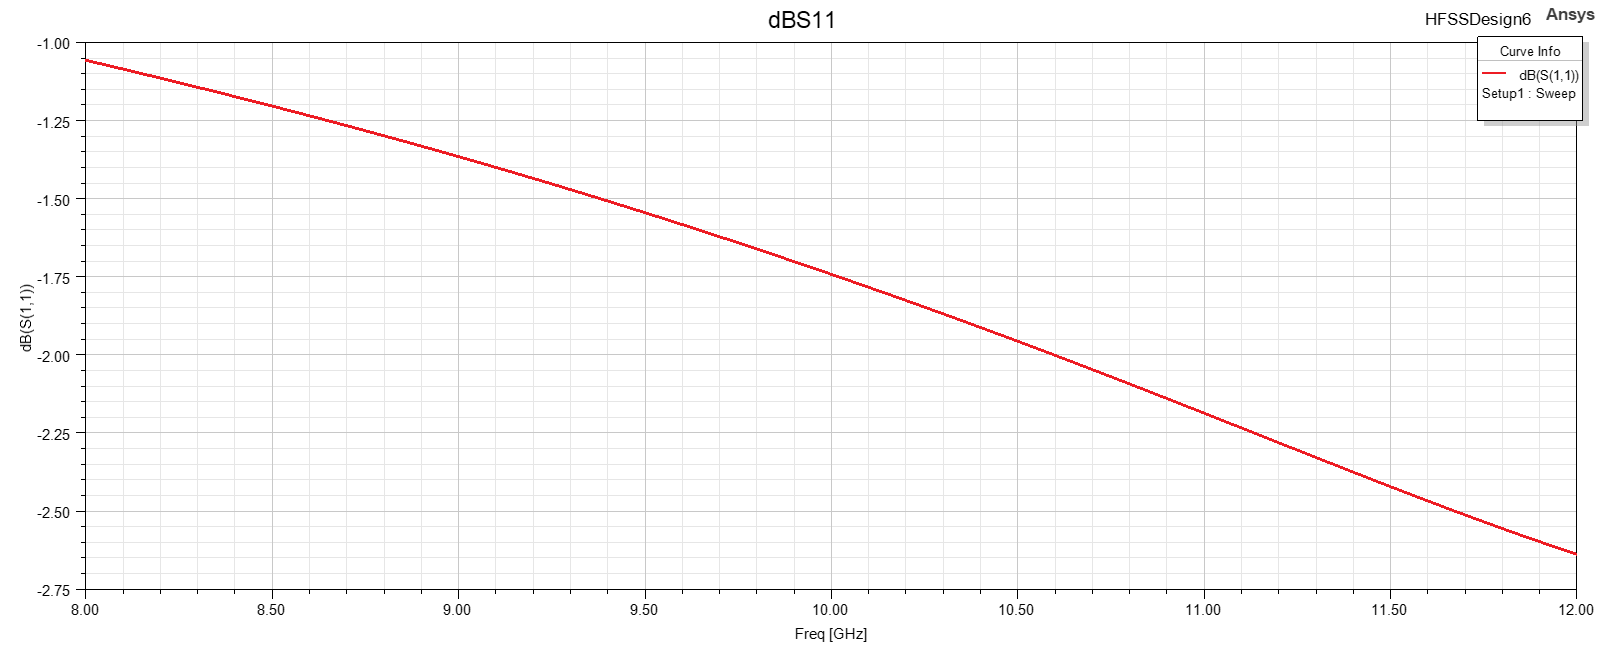 dBS11
HFSSDesign6
Ansys
Curve Info
dB(S(1,1))
Setup1 : Sweep
-1.00
-1.25
-1.50
-1.75
-2.00
-2.25
-2.50
-2.75
dB(S(1,1))
8.00 8.50 9.00 9.50 10.00 10.50 11.00 11.50 12.00
Freq [GHz]